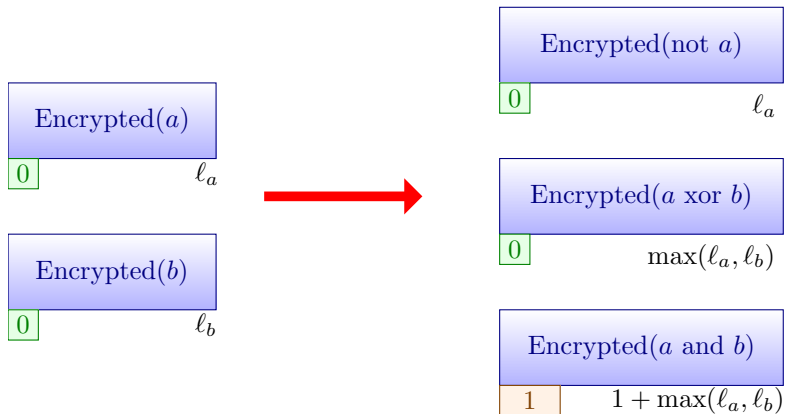 Encrypted(a)
0
ℓ_a
Encrypted(b)
0
ℓ_b
Encrypted(not a)
0
ℓ_a
Encrypted(a xor b)
0
max(ℓ_a, ℓ_b)
Encrypted(a and b)
1
1 + max(ℓ_a, ℓ_b)